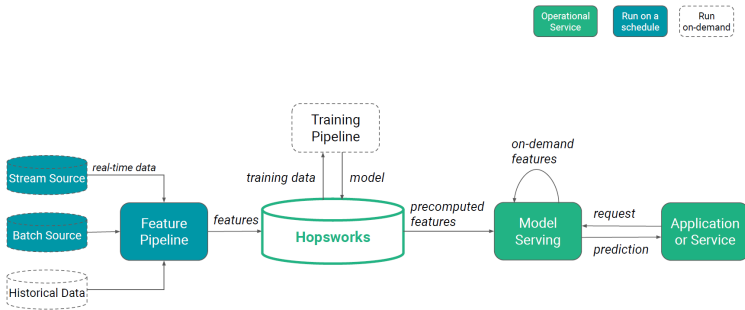 Operational
Service
Run on a
schedule
Run
on-demand
Training
Pipeline
on-demand
features
real-time data
training data
model
Stream Source
precomputed
features
Feature
Pipeline
features
Hopsworks
Model
Serving
request
prediction
Application
or Service
Batch Source
Historical Data